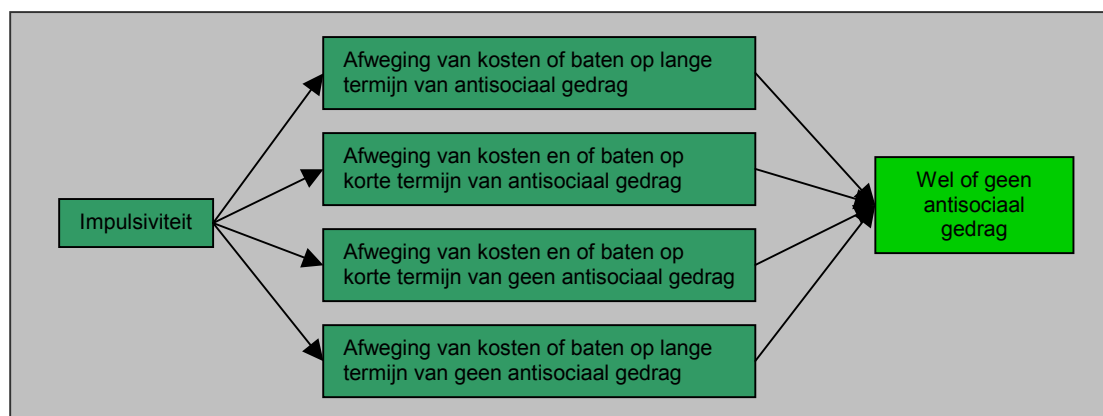 Afweging van kosten of baten op lange
termijn van antisociaal gedrag
Afweging van kosten en of baten op
korte termijn van antisociaal gedrag
Impulsiviteit
Wel of geen
antisociaal
gedrag
Afweging van kosten en of baten op
korte termijn van geen antisociaal gedrag
Afweging van kosten of baten op lange
termijn van geen antisociaal gedrag